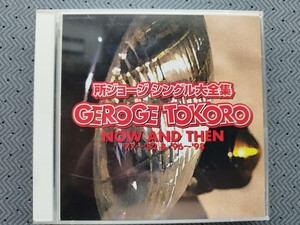 所ジョージ シングル大全集
GEROGE TOKORO
NOW AND THEN
'77~'82 & '96~'98